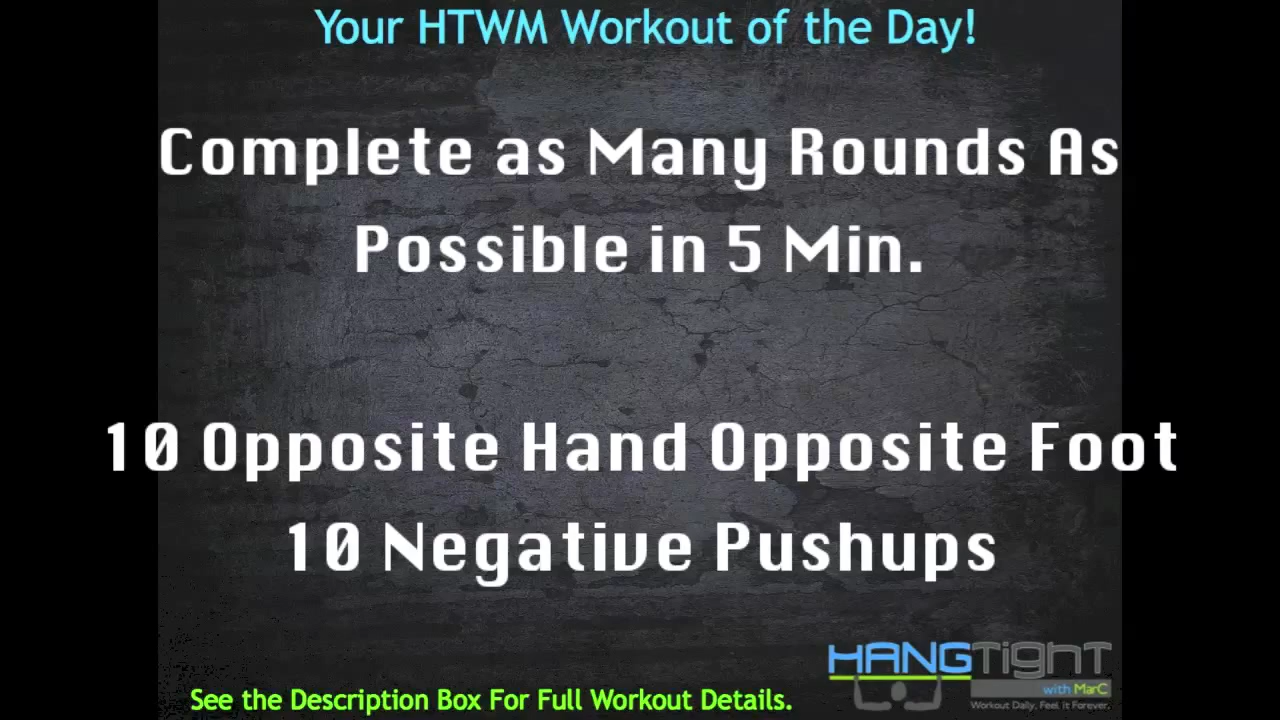 Your HTWM Workout of the Day!
Complete as Many Rounds As
Possible in 5 Min.
10 Opposite Hand Opposite Foot
10 Negative Pushups
HANGTighT
with MarC
Workout Daily, Feel it Forever.
See the Description Box For Full Workout Details.